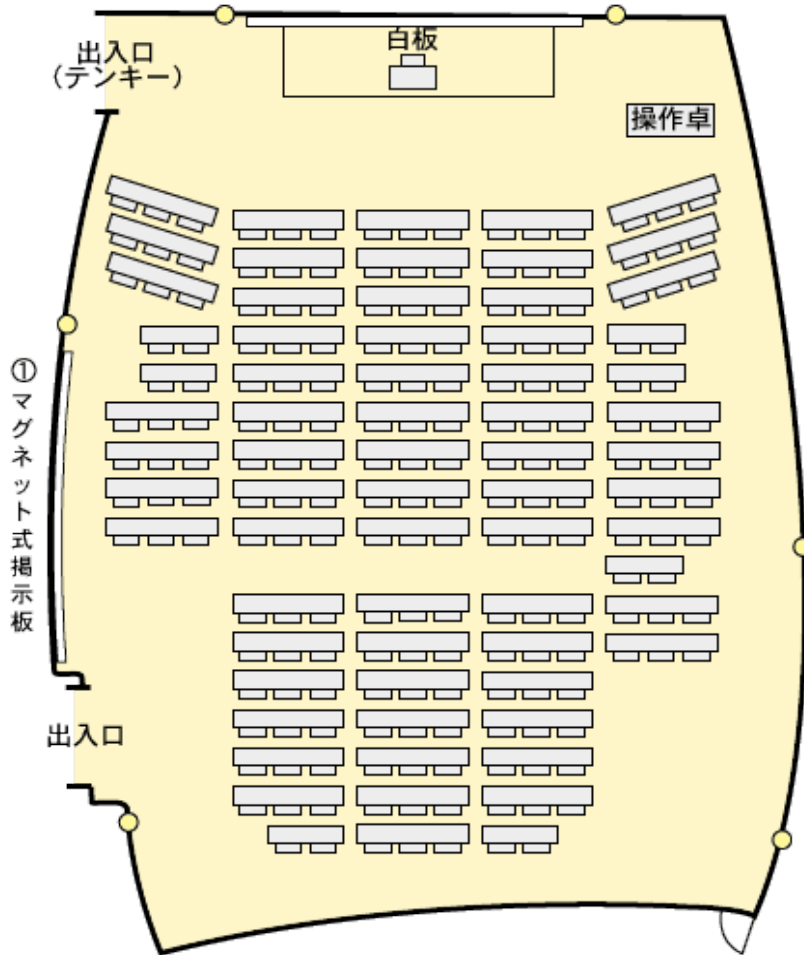 出入口
（テンキー）
白板
操作卓
①マグネット式掲示板
出入口